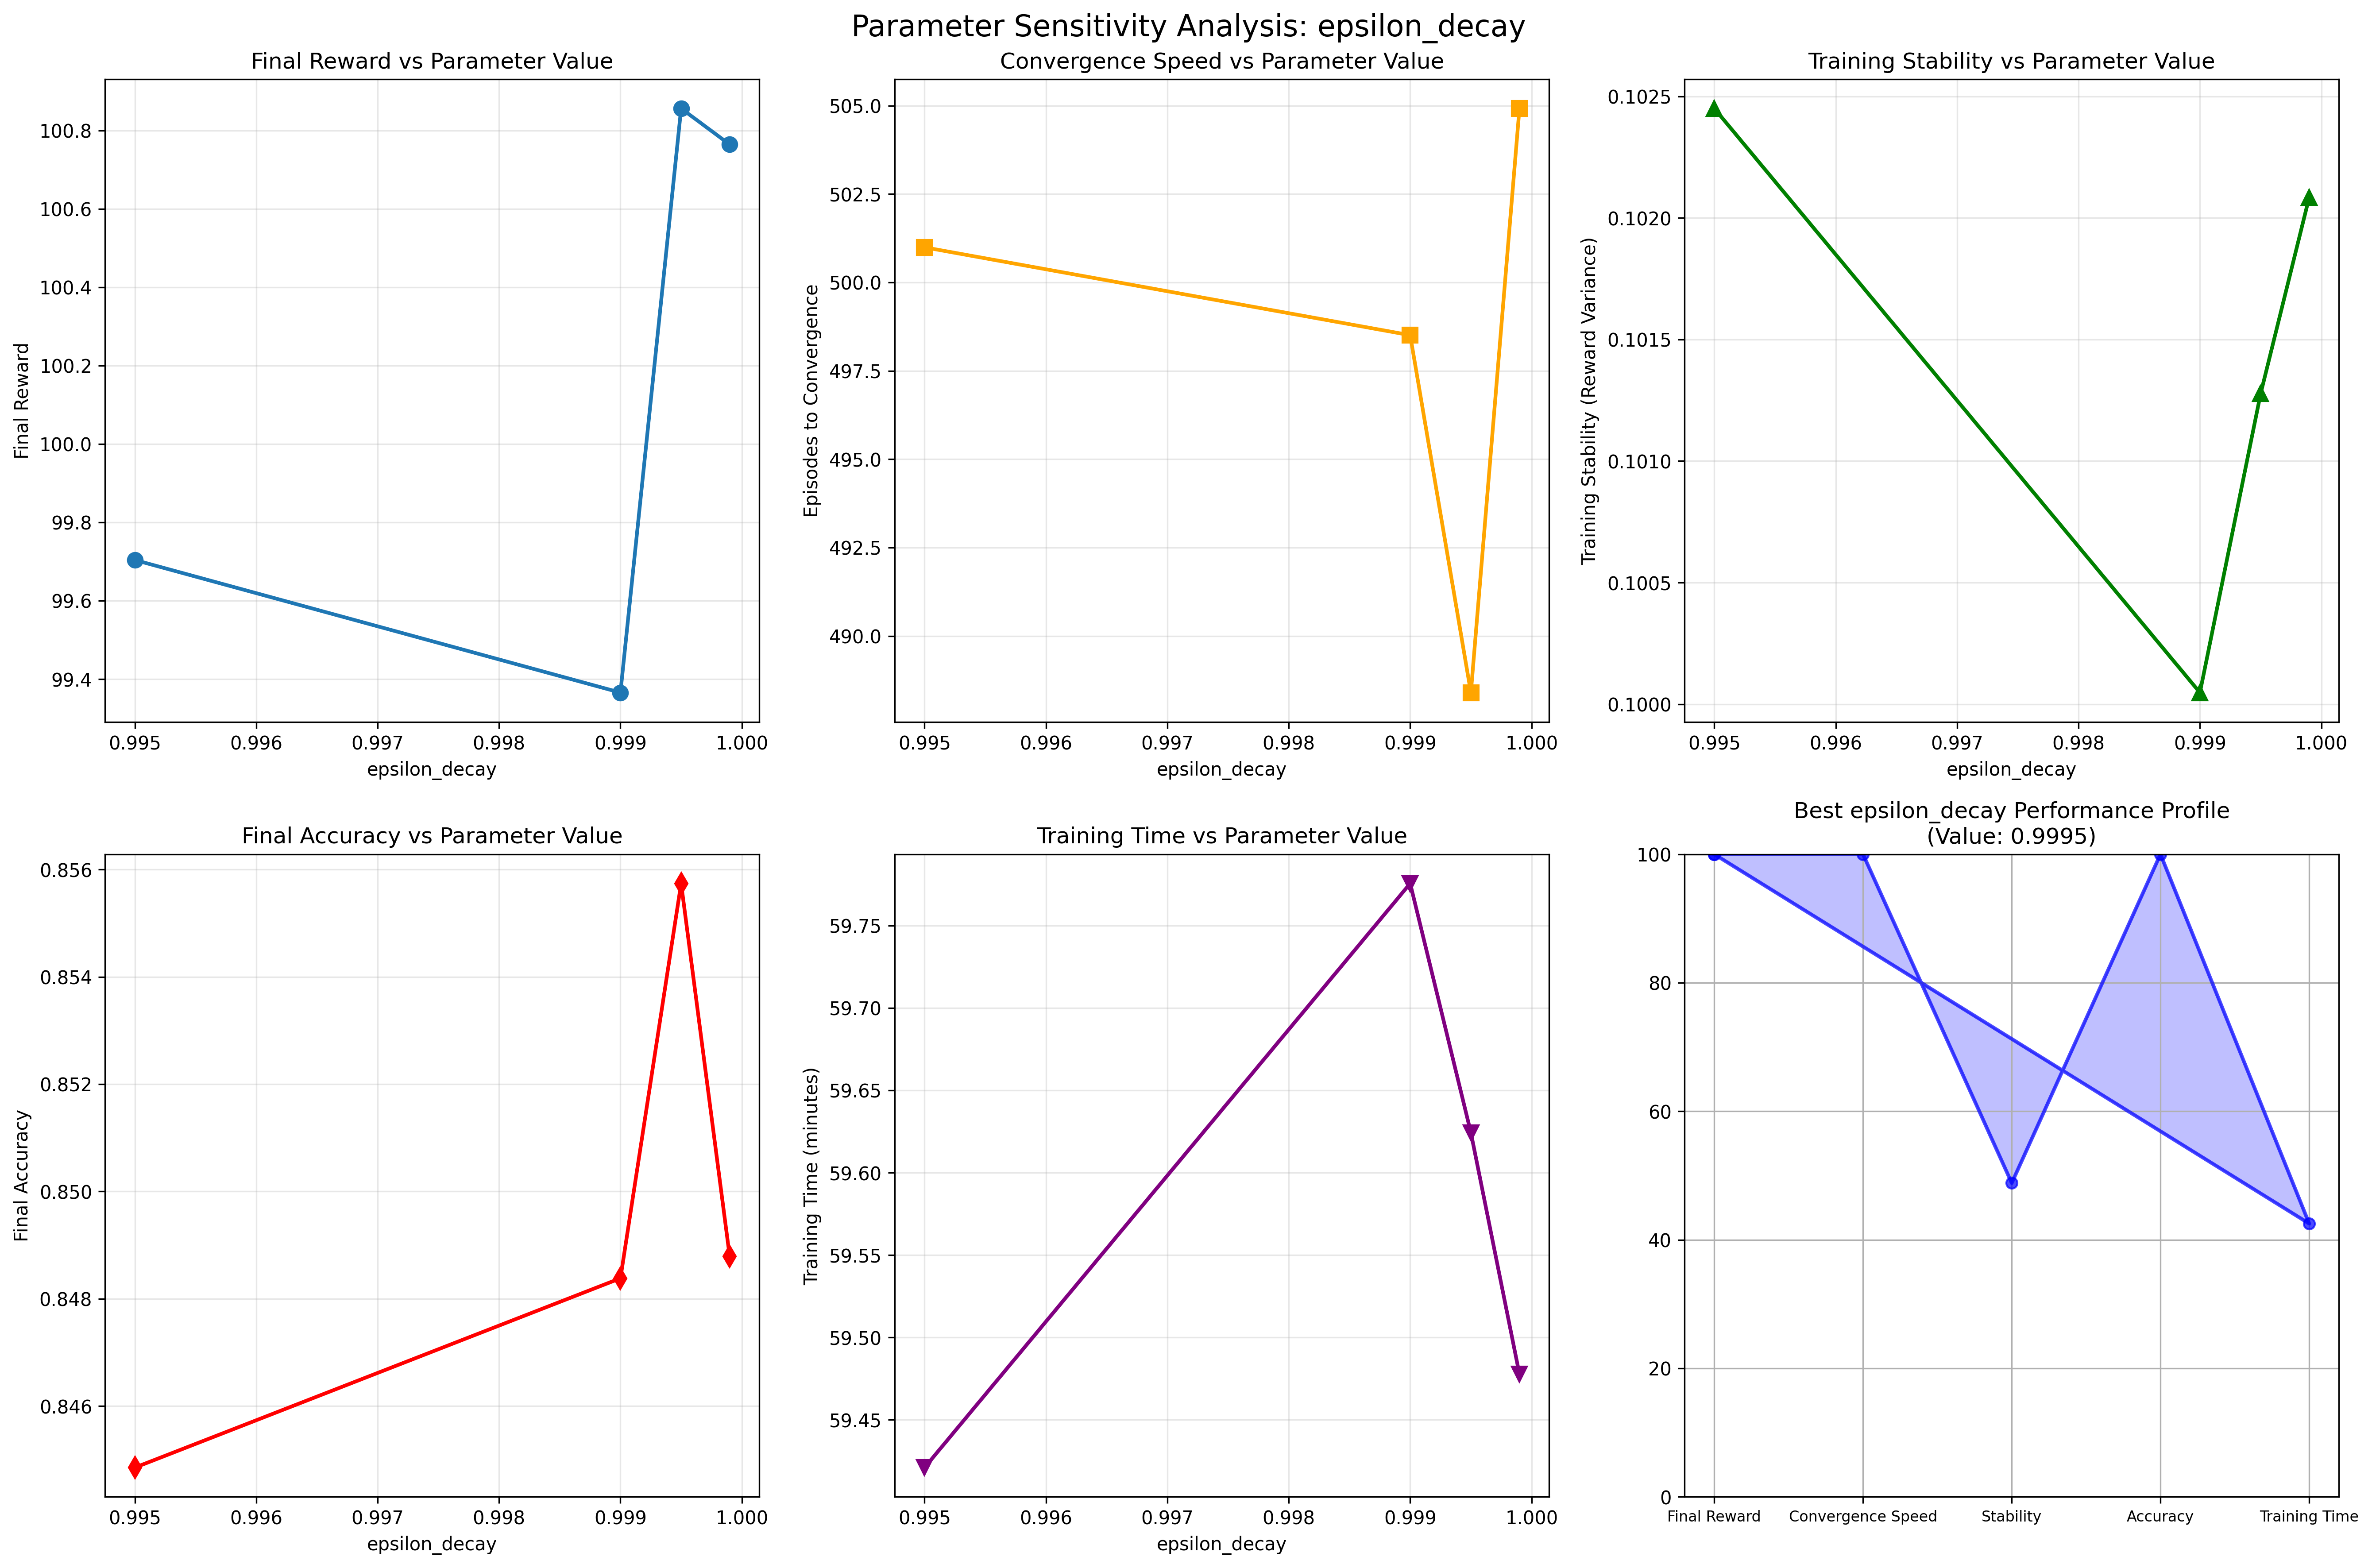 Parameter Sensitivity Analysis: epsilon_decay
Final Reward vs Parameter Value
Final Reward
100.8
100.6
100.4
100.2
100.0
99.8
99.6
99.4
0.995 0.996 0.997 0.998 0.999 1.000
epsilon_decay
Convergence Speed vs Parameter Value
Episodes to Convergence
505.0
502.5
500.0
497.5
495.0
492.5
490.0
0.995 0.996 0.997 0.998 0.999 1.000
epsilon_decay
Training Stability vs Parameter Value
Training Stability (Reward Variance)
0.1025
0.1020
0.1015
0.1010
0.1005
0.1000
0.995 0.996 0.997 0.998 0.999 1.000
epsilon_decay
Final Accuracy vs Parameter Value
Final Accuracy
0.856
0.854
0.852
0.850
0.848
0.846
0.995 0.996 0.997 0.998 0.999 1.000
epsilon_decay
Training Time vs Parameter Value
Training Time (minutes)
59.75
59.70
59.65
59.60
59.55
59.50
59.45
0.995 0.996 0.997 0.998 0.999 1.000
epsilon_decay
Best epsilon_decay Performance Profile
(Value: 0.9995)
100
80
60
40
20
0
Final Reward Convergence Speed Stability Accuracy Training Time